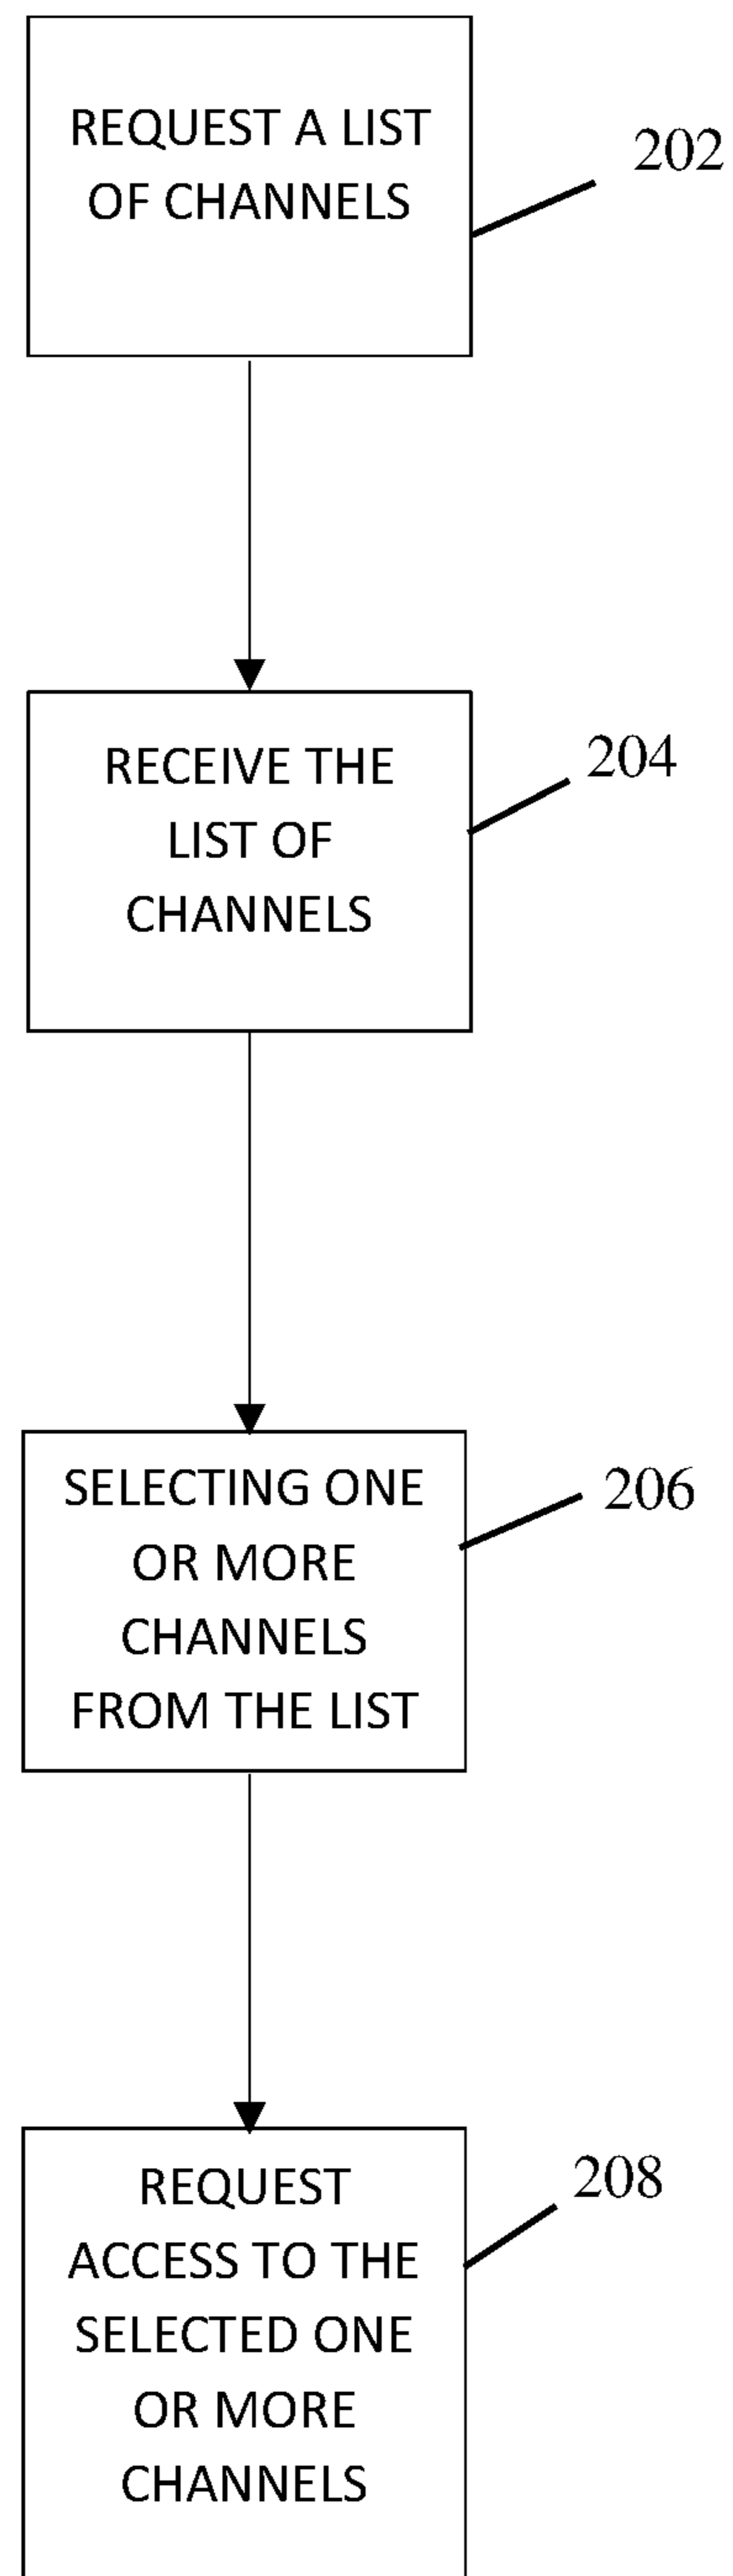 REQUEST A LIST
OF CHANNELS
202
RECEIVE THE
LIST OF
CHANNELS
204
SELECTING ONE
OR MORE
CHANNELS
FROM THE LIST
206
REQUEST
ACCESS TO THE
SELECTED ONE
OR MORE
CHANNELS
208